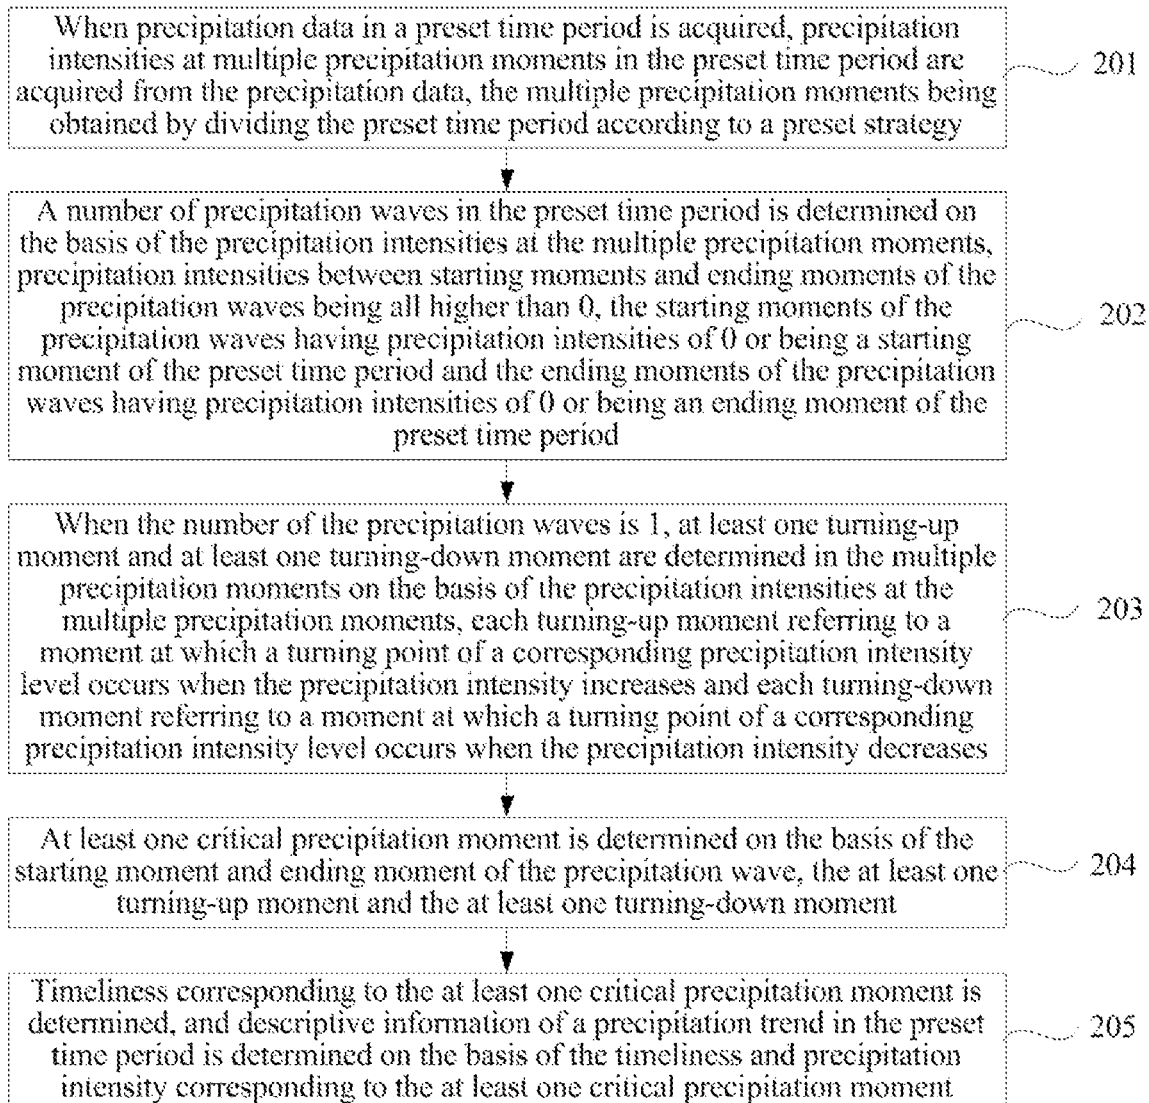 When precipitation data in a preset time period is acquired, precipitation
intensities at multiple precipitation moments in the preset time period are
acquired from the precipitation data, the multiple precipitation moments being
obtained by dividing the preset time period according to a preset strategy
201
A number of precipitation waves in the preset time period is determined on
the basis of the precipitation intensities at the multiple precipitation moments,
precipitation intensities between starting moments and ending moments of the
precipitation waves being all higher than 0, the starting moments of the
precipitation waves having precipitation intensities of 0 or being a starting
moment of the preset time period and the ending moments of the precipitation
waves having precipitation intensities of 0 or being an ending moment of the
preset time period
202
When the number of the precipitation waves is 1, at least one turning-up
moment and at least one turning-down moment are determined in the multiple
precipitation moments on the basis of the precipitation intensities at the
multiple precipitation moments, each turning-up moment referring to a
moment at which a turning point of a corresponding precipitation intensity
level occurs when the precipitation intensity increases and each turning-down
moment referring to a moment at which a turning point of a corresponding
precipitation intensity level occurs when the precipitation intensity decreases
203
At least one critical precipitation moment is determined on the basis of the
starting moment and ending moment of the precipitation wave, the at least one
turning-up moment and the at least one turning-down moment
204
Timeliness corresponding to the at least one critical precipitation moment is
determined, and descriptive information of a precipitation trend in the preset
time period is determined on the basis of the timeliness and precipitation
intensity corresponding to the at least one critical precipitation moment
205